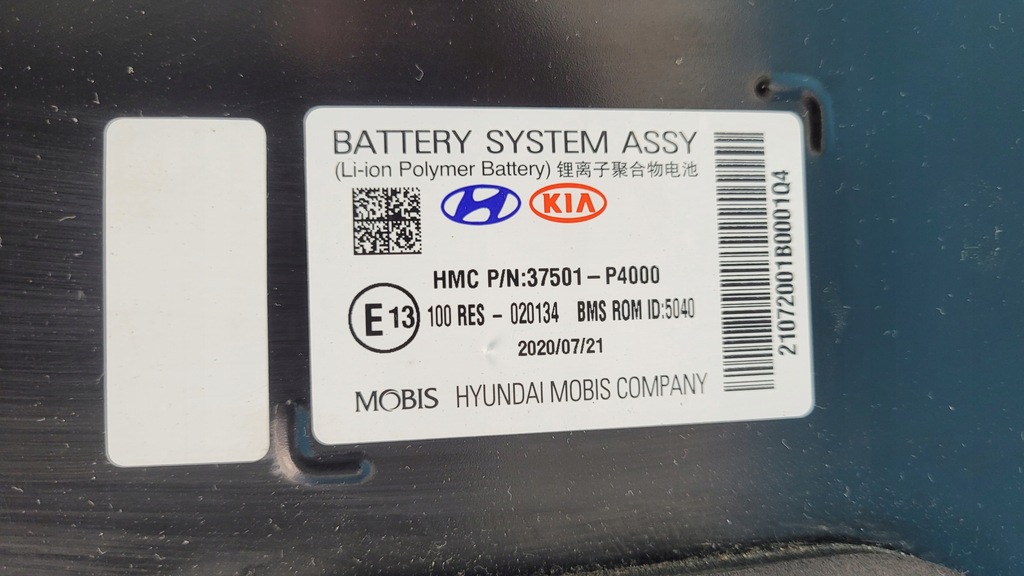 BATTERY SYSTEM ASSY
(Li-ion Polymer Battery) 锂离子聚合物电池
KIA
HMC P/N:37501-P4000
E13 100 RES - 020134 BMS ROM ID:5040
2020/07/21
MOBIS HYUNDAI MOBIS COMPANY
21072001B00001Q4